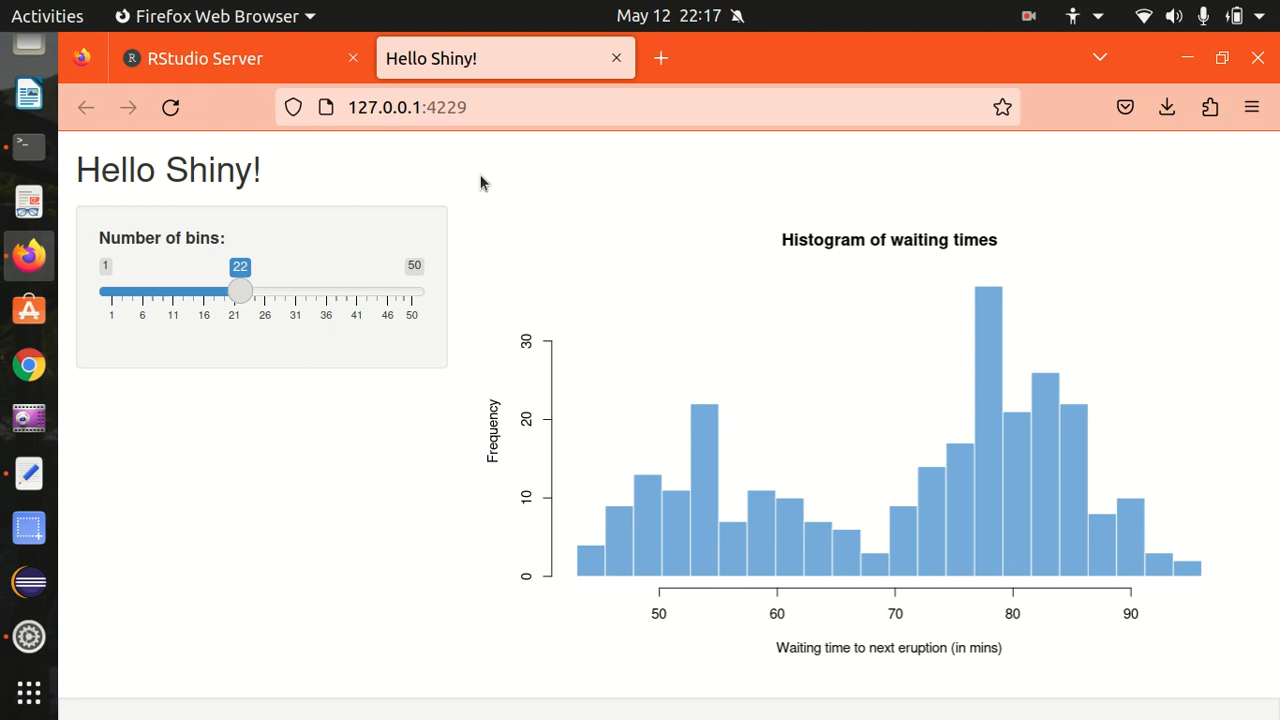 Activities
Firefox Web Browser
May 12 22:17
RStudio Server
Hello Shiny!
127.0.0.1:4229
Hello Shiny!
Number of bins:
1 22 50
1 6 11 16 21 26 31 36 41 46 50
Histogram of waiting times
Frequency
30
20
10
0
50 60 70 80 90
Waiting time to next eruption (in mins)